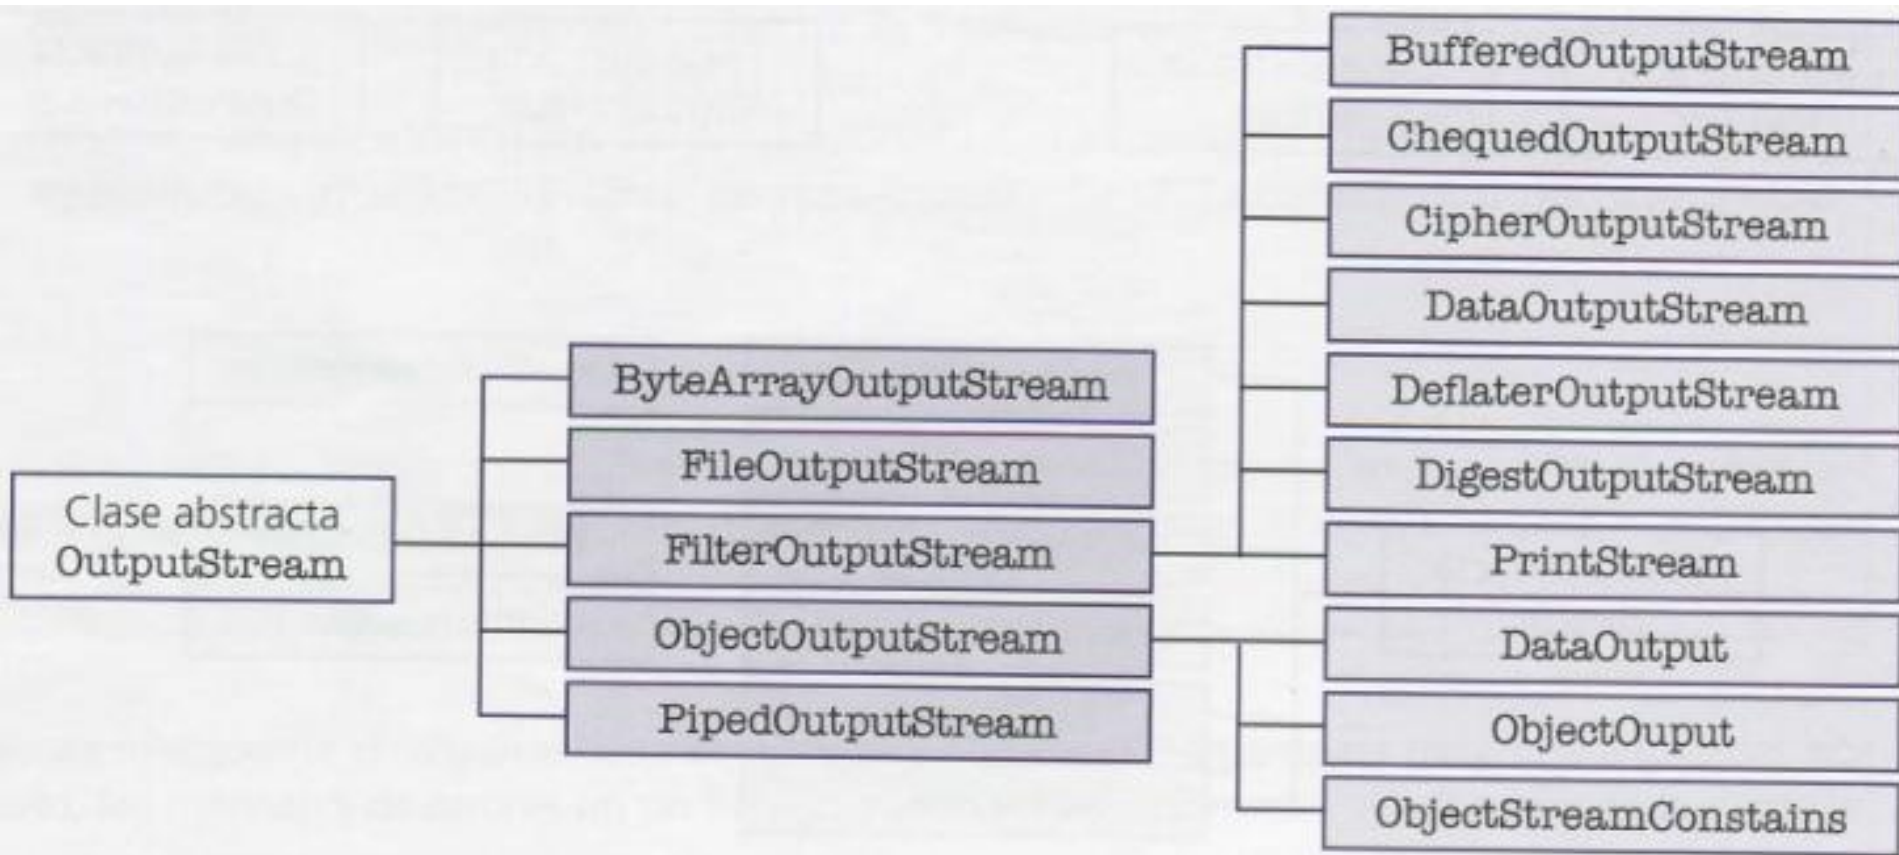 Clase abstracta
OutputStream
ByteArrayOutputStream
FileOutputStream
FilterOutputStream
ObjectOutputStream
PipedOutputStream
BufferedOutputStream
ChequedOutputStream
CipherOutputStream
DataOutputStream
DeflaterOutputStream
DigestOutputStream
PrintStream
DataOutput
ObjectOuput
ObjectStreamConstains